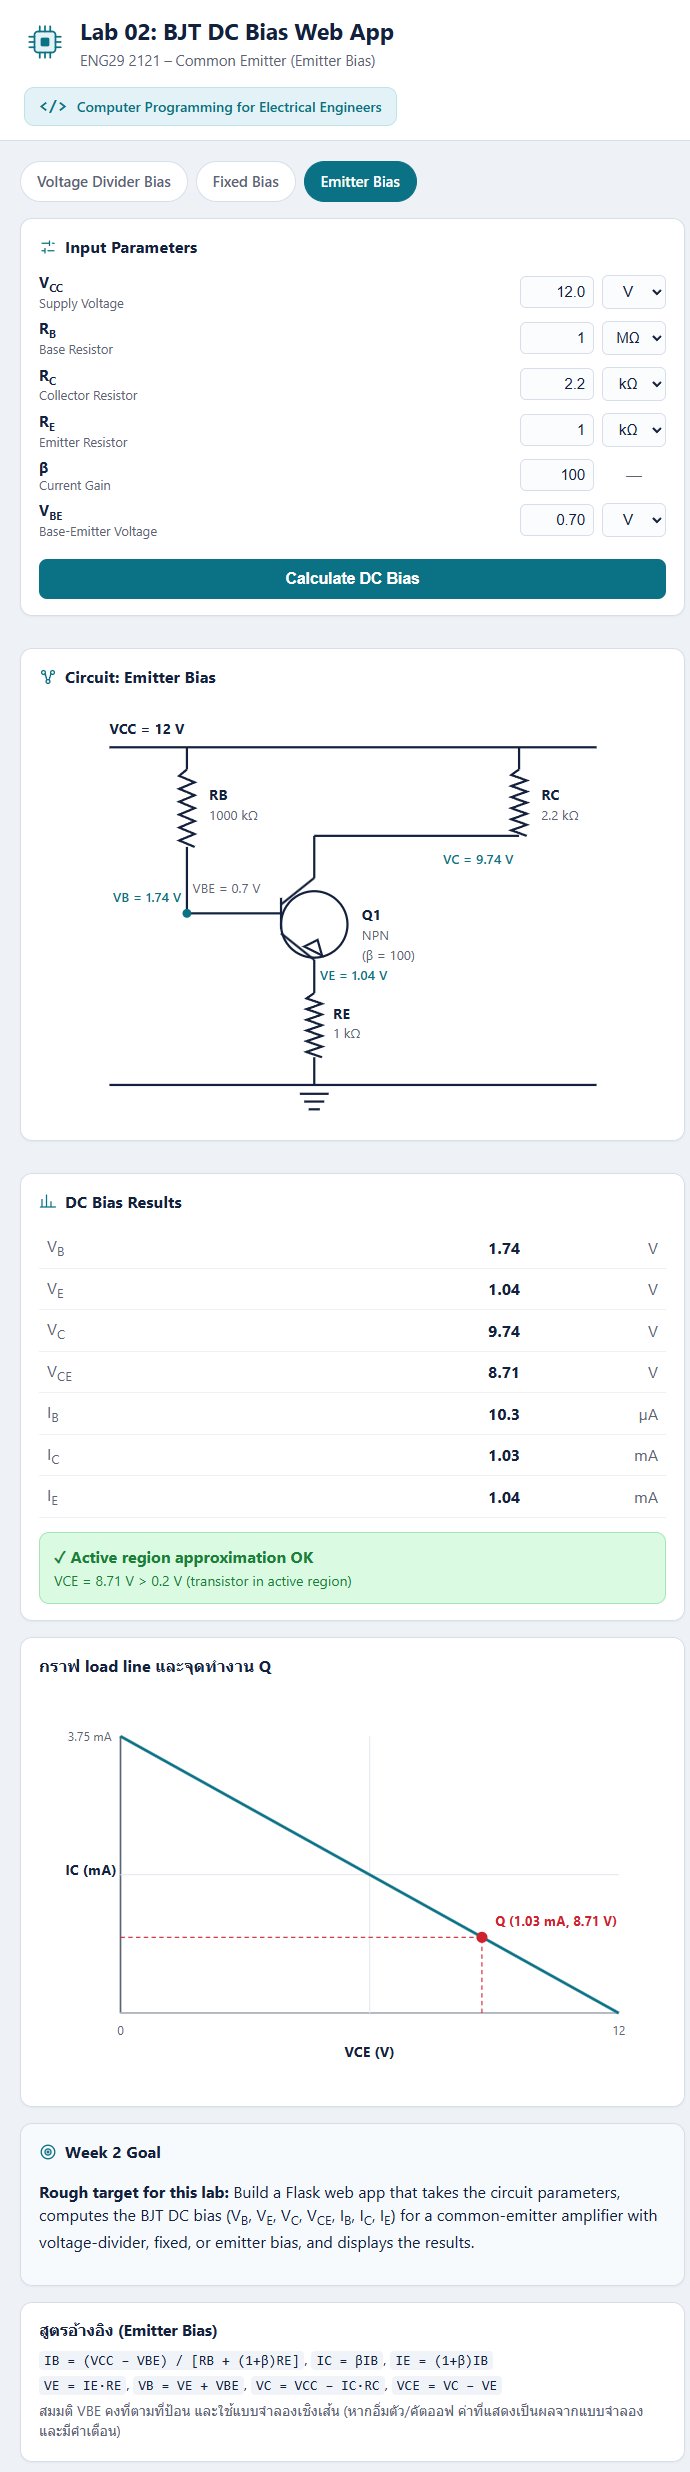 Lab 02: BJT DC Bias Web App
ENG29 2121 – Common Emitter (Emitter Bias)
</> Computer Programming for Electrical Engineers
Voltage Divider Bias Fixed Bias Emitter Bias
Input Parameters
VCC 12.0 V
Supply Voltage
RB 1 MΩ
Base Resistor
RC 2.2 kΩ
Collector Resistor
RE 1 kΩ
Emitter Resistor
β 100 —
Current Gain
VBE 0.70 V
Base-Emitter Voltage
Calculate DC Bias
Circuit: Emitter Bias
VCC = 12 V
RB RC
1000 kΩ 2.2 kΩ
VC = 9.74 V
VBE = 0.7 V
VB = 1.74 V
Q1
NPN
(β = 100)
VE = 1.04 V
RE
1 kΩ
DC Bias Results
VB 1.74 V
VE 1.04 V
VC 9.74 V
VCE 8.71 V
IB 10.3 µA
IC 1.03 mA
IE 1.04 mA
✓ Active region approximation OK
VCE = 8.71 V > 0.2 V (transistor in active region)
กราฟ load line และจุดทำงาน Q
3.75 mA
IC (mA)
Q (1.03 mA, 8.71 V)
0 12
VCE (V)
Week 2 Goal
Rough target for this lab: Build a Flask web app that takes the circuit parameters,
computes the BJT DC bias (VB, VE, VC, VCE, IB, IC, IE) for a common-emitter amplifier with
voltage-divider, fixed, or emitter bias, and displays the results.
สูตรอ้างอิง (Emitter Bias)
IB = (VCC − VBE) / [RB + (1+β)RE] , IC = βIB , IE = (1+β)IB
VE = IE·RE , VB = VE + VBE , VC = VCC − IC·RC , VCE = VC − VE
สมมติ VBE คงที่ตามที่ป้อน และใช้แบบจำลองเชิงเส้น (หากอิ่มตัว/คัตออฟ ค่าที่แสดงเป็นผลจากแบบจำลอง
และมีคำเตือน)